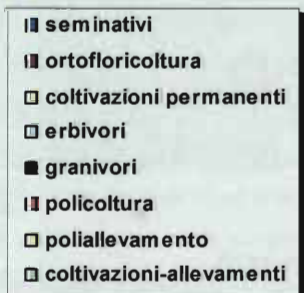 seminativi
ortofloricoltura
coltivazioni permanenti
erbivori
granivori
policoltura
poliallevamento
coltivazioni-allevamenti